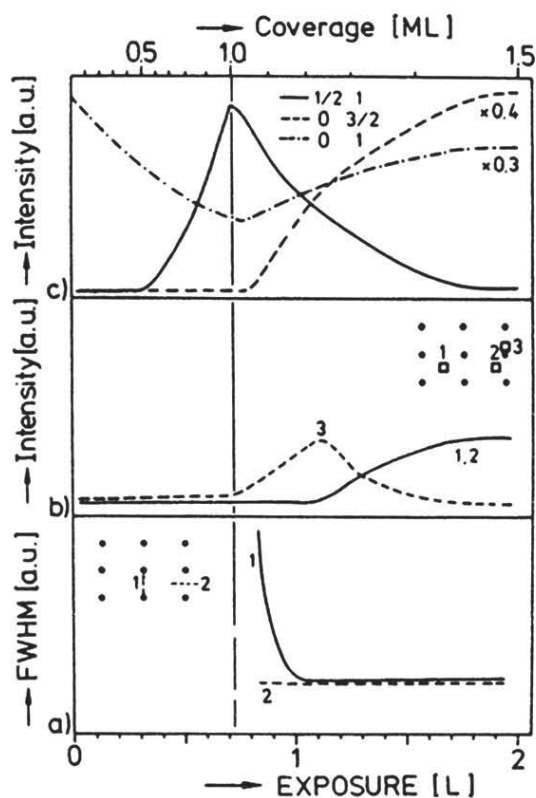 → Coverage [ML]
0.5 1.0 1.5
→ Intensity [a.u.]
1/2 1
0 3/2
0 1
×0.4
×0.3
c)
→ Intensity [a.u.]
1 2 3
3
1,2
b)
→ FWHM [a.u.]
1 2
1
2
a)
0 1 2
→ EXPOSURE [L]